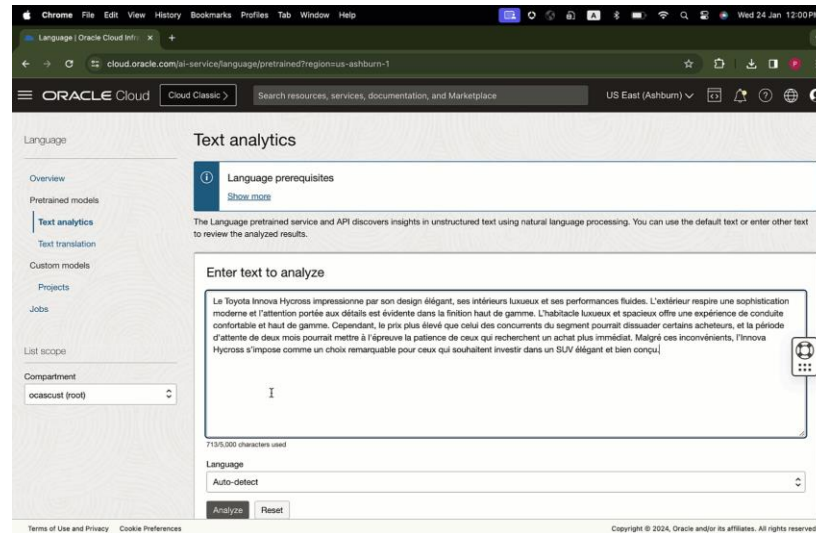 Chrome File Edit View History Bookmarks Profiles Tab Window Help
Wed 24 Jan 12:00 PM
Language | Oracle Cloud Infr
cloud.oracle.com/ai-service/language/pretrained?region=us-ashburn-1
ORACLE Cloud
Cloud Classic >
Search resources, services, documentation, and Marketplace
US East (Ashburn)
Language
Overview
Pretrained models
Text analytics
Text translation
Custom models
Projects
Jobs
List scope
Compartment
ocascust (root)
Text analytics
Language prerequisites
Show more
The Language pretrained service and API discovers insights in unstructured text using natural language processing. You can use the default text or enter other text
to review the analyzed results.
Enter text to analyze
Le Toyota Innova Hycross impressionne par son design élégant, ses intérieurs luxueux et ses performances fluides. L'extérieur respire une sophistication
moderne et l'attention portée aux détails est évidente dans la finition haut de gamme. L'habitacle luxueux et spacieux offre une expérience de conduite
confortable et haut de gamme. Cependant, le prix plus élevé que celui des concurrents du segment pourrait dissuader certains acheteurs, et la période
d'attente de deux mois pourrait mettre à l'épreuve la patience de ceux qui recherchent un achat plus immédiat. Malgré ces inconvénients, l'Innova
Hycross s'impose comme un choix remarquable pour ceux qui souhaitent investir dans un SUV élégant et bien conçu.
713/5,000 characters used
Language
Auto-detect
Analyze
Reset
Terms of Use and Privacy Cookie Preferences
Copyright © 2024, Oracle and/or its affiliates. All rights reserved.